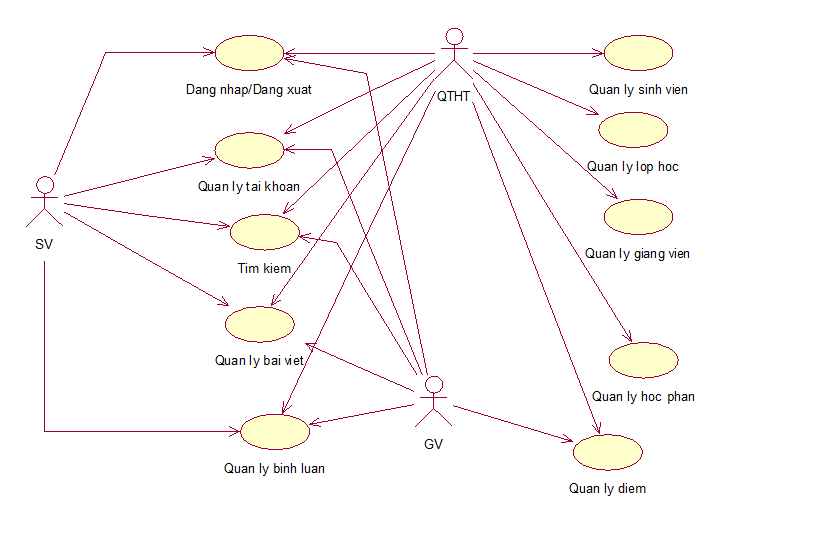 Dang nhap/Dang xuat
QTHT
Quan ly sinh vien
Quan ly lop hoc
Quan ly tai khoan
SV
Tim kiem
Quan ly giang vien
Quan ly bai viet
Quan ly hoc phan
GV
Quan ly binh luan
Quan ly diem